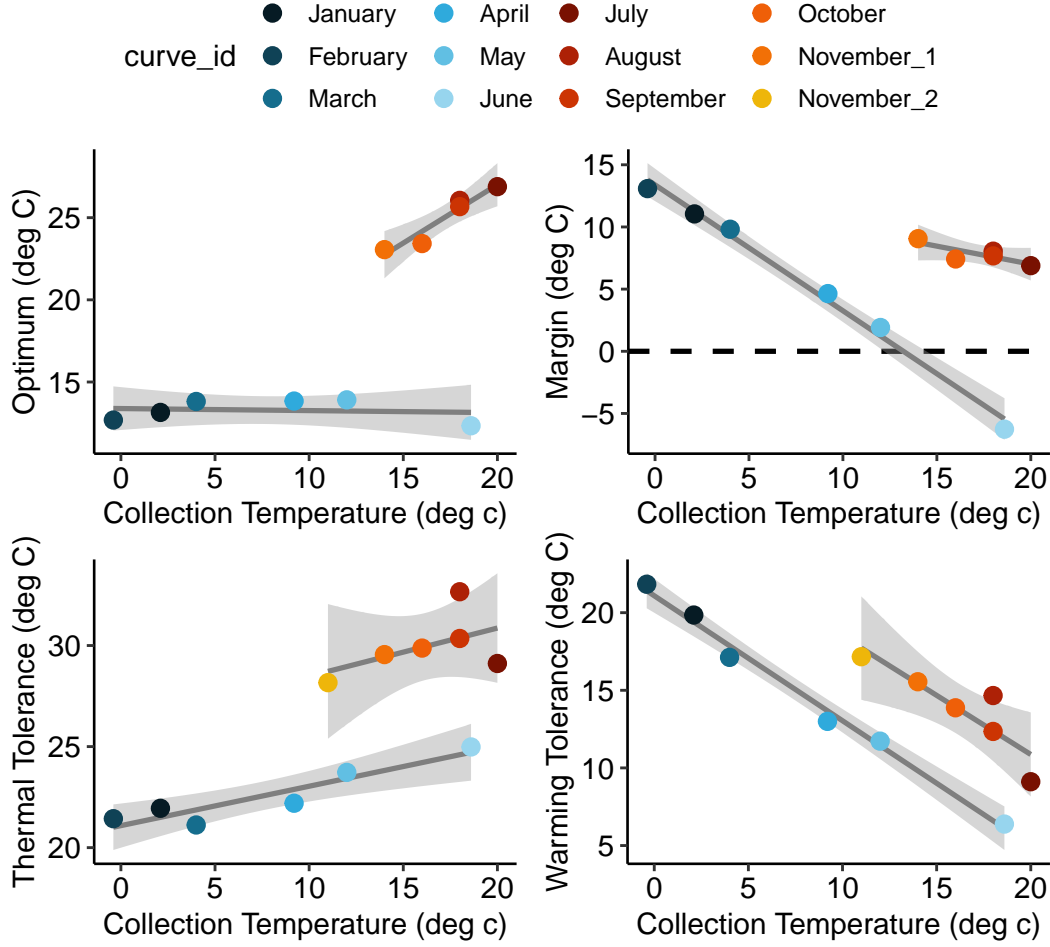 January April July October
curve_id February May August November_1
March June September November_2
Optimum (deg C)
25
20
15
13
0 5 10 15 20
Collection Temperature (deg c)
Margin (deg C)
15
10
5
0
−5
0 5 10 15 20
Collection Temperature (deg c)
Thermal Tolerance (deg C)
30
25
20
0 5 10 15 20
Collection Temperature (deg c)
Warming Tolerance (deg C)
20
15
10
5
0 5 10 15 20
Collection Temperature (deg c)